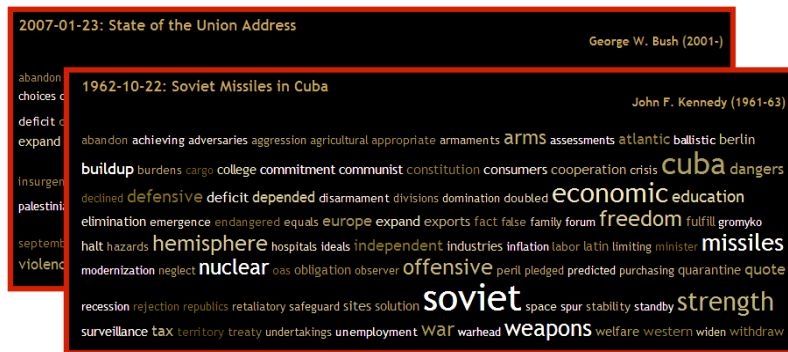 2007-01-23: State of the Union Address
George W. Bush (2001-)
abandon
choices
deficit
expand
insurgen
palestinia
septemb
violenc
1962-10-22: Soviet Missiles in Cuba
John F. Kennedy (1961-63)
abandon achieving adversaries aggression agricultural appropriate armaments arms assessments atlantic ballistic berlin
buildup burdens cargo college commitment communist constitution consumers cooperation crisis cuba dangers
declined defensive deficit depended disarmament divisions domination doubled economic education
elimination emergence endangered equals europe expand exports fact false family forum freedom fulfill gromyko
halt hazards hemisphere hospitals ideals independent industries inflation labor latin limiting minister missiles
modernization neglect nuclear oas obligation observer offensive peril pledged predicted purchasing quarantine quote
recession rejection republics retaliatory safeguard sites solution soviet space spur stability standby strength
surveillance tax territory treaty undertakings unemployment war warhead weapons welfare western widen withdraw